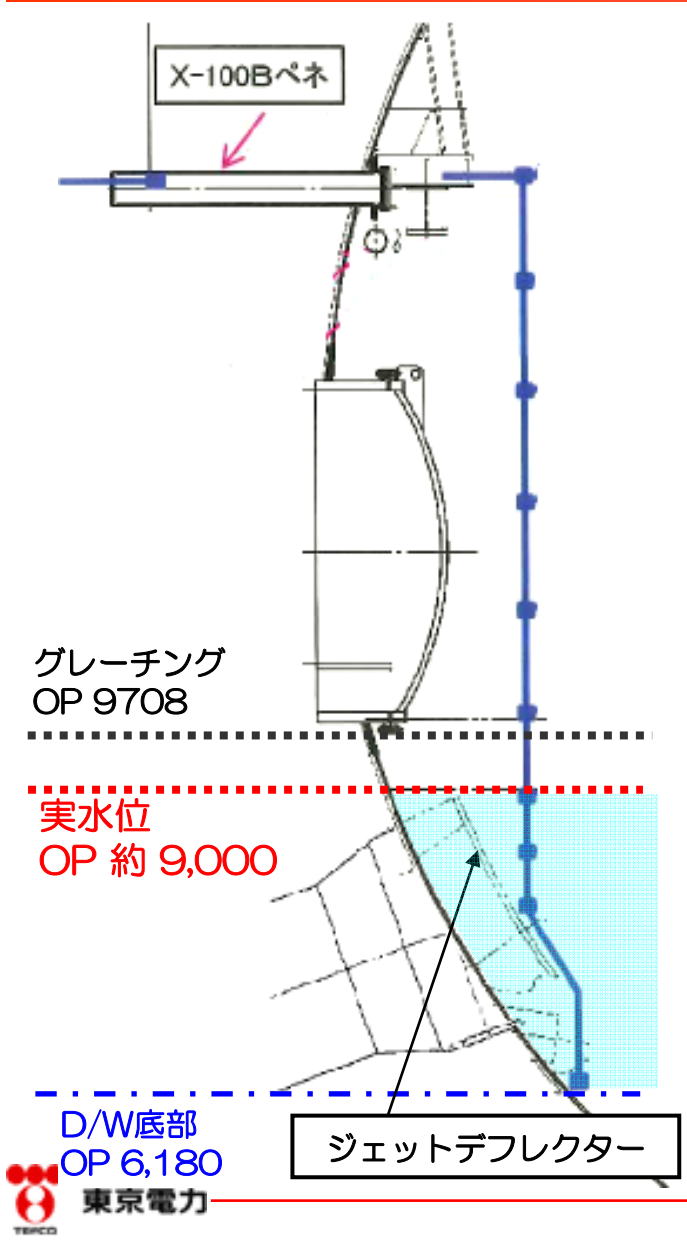 X-100Bペネ
グレーチング
OP 9708
実水位
OP 約 9,000
D/W底部
OP 6,180
ジェットデフレクター
TEPCO
東京電力